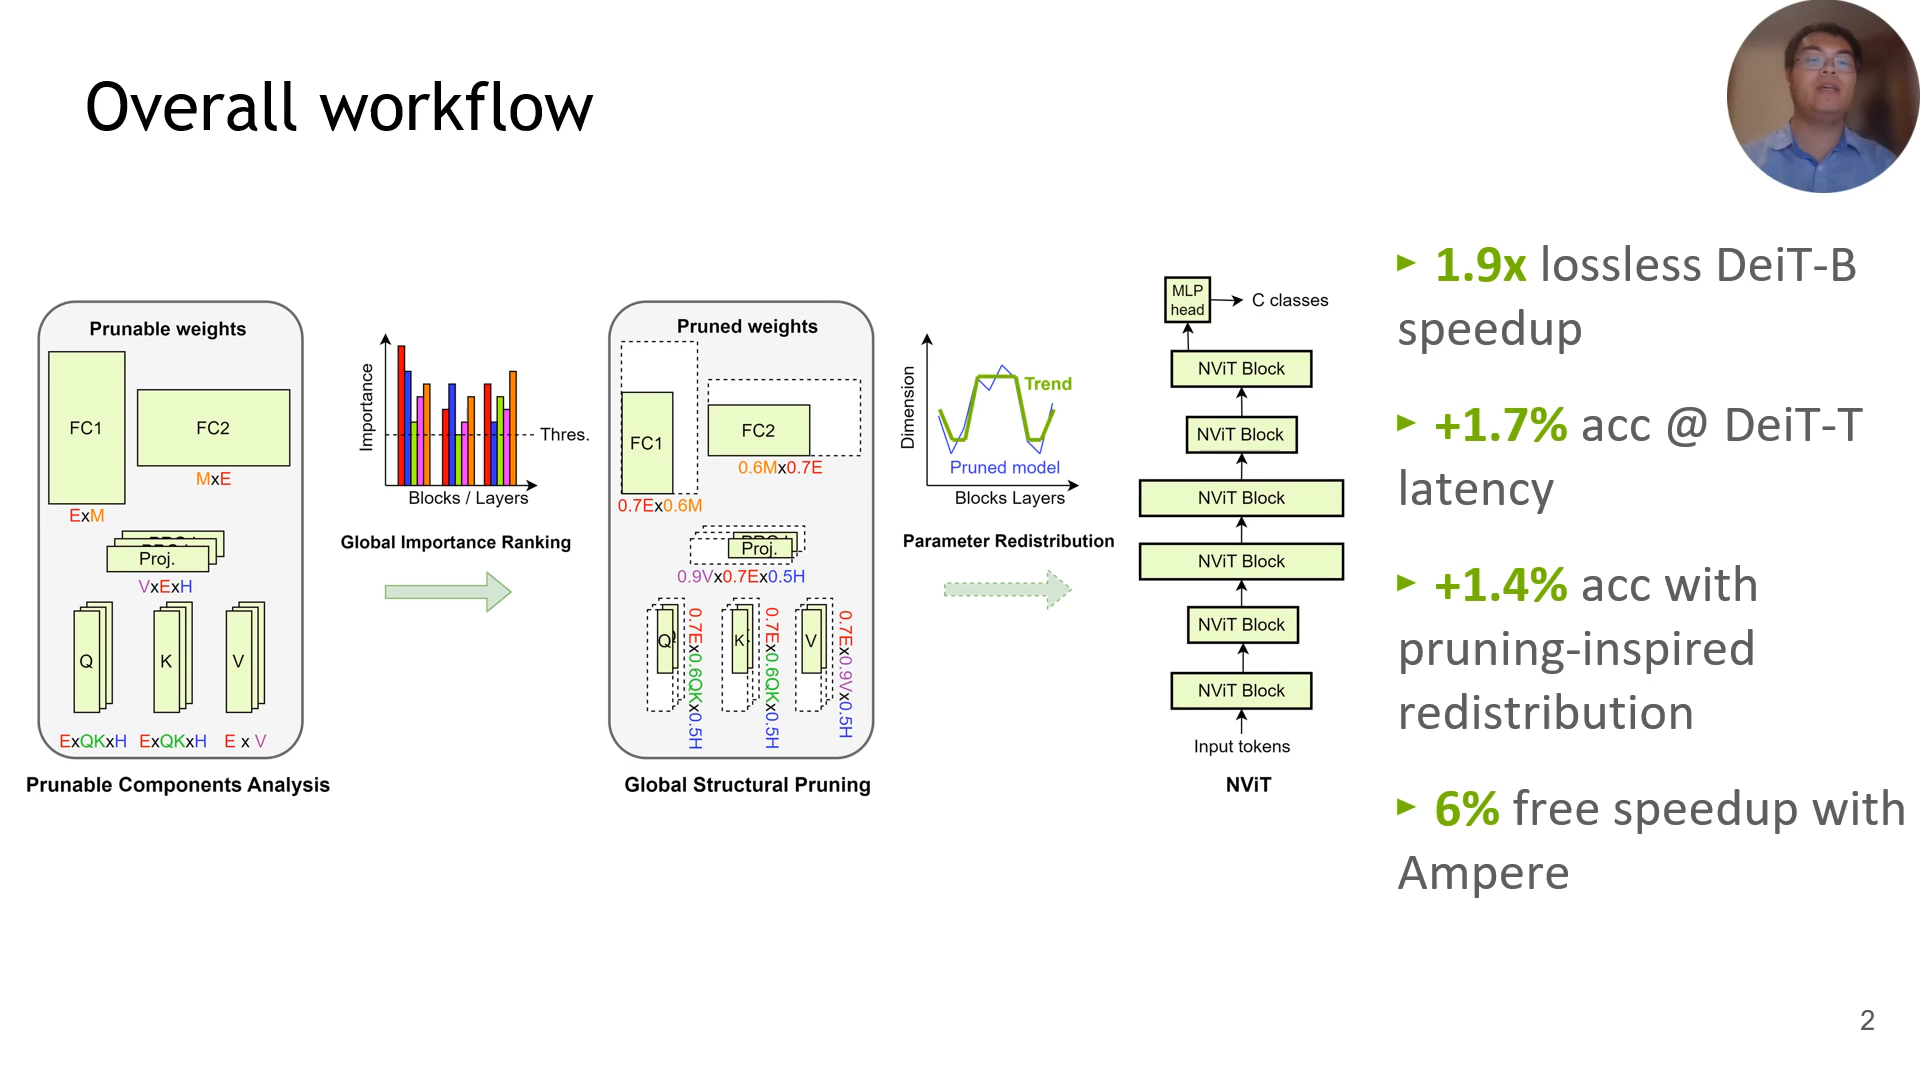 Overall workflow
Prunable weights
FC1
FC2
MxE
ExM
Proj.
VxExH
Q
K
V
ExQKxH
ExQKxH
E x V
Prunable Components Analysis
Importance
Thres.
Blocks / Layers
Global Importance Ranking
Pruned weights
FC1
FC2
0.6Mx0.7E
0.7Ex0.6M
Proj.
0.9Vx0.7Ex0.5H
Q
0.7Ex0.6QKx0.5H
K
0.7Ex0.6QKx0.5H
V
0.7Ex0.9Vx0.5H
Global Structural Pruning
Dimension
Trend
Pruned model
Blocks Layers
Parameter Redistribution
MLP
head
C classes
NViT Block
NViT Block
NViT Block
NViT Block
NViT Block
NViT Block
Input tokens
NViT
1.9x lossless DeiT-B
speedup
+1.7% acc @ DeiT-T
latency
+1.4% acc with
pruning-inspired
redistribution
6% free speedup with
Ampere
2